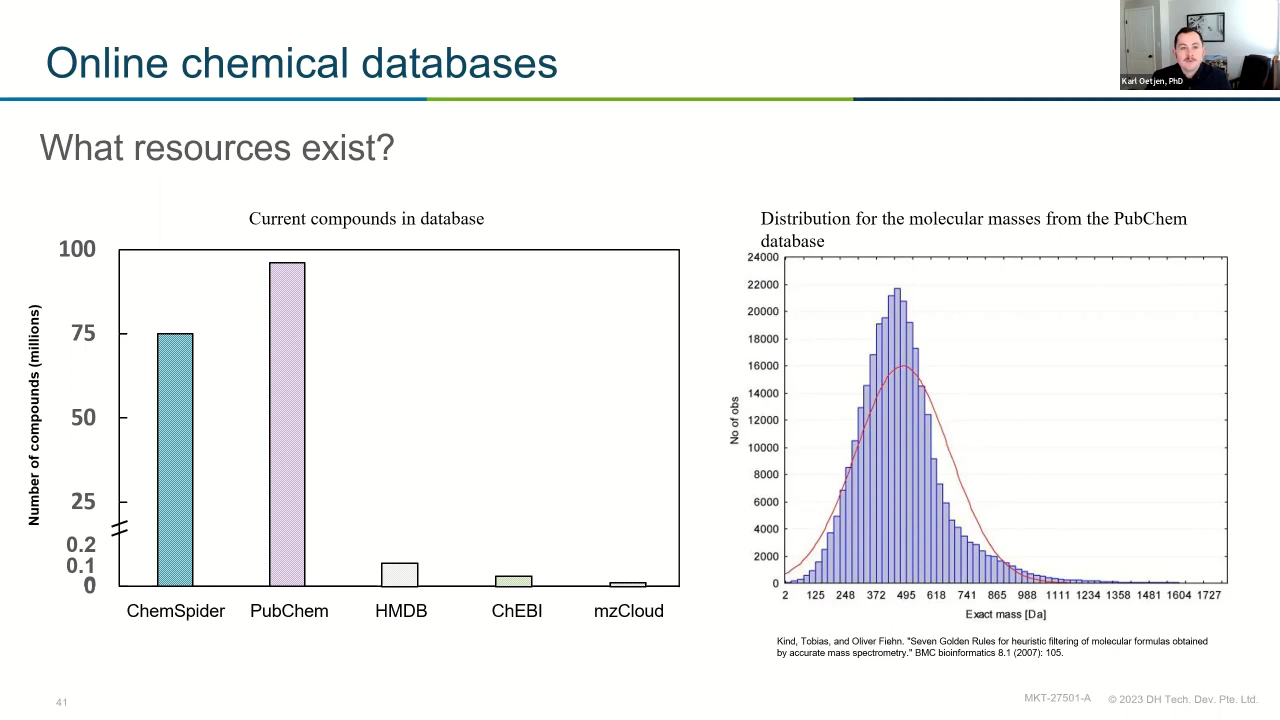 Online chemical databases
Karl Oetjen, PhD
What resources exist?
Current compounds in database
100
75
50
25
0.2
0.1
0
Number of compounds (millions)
ChemSpider
PubChem
HMDB
ChEBI
mzCloud
Distribution for the molecular masses from the PubChem
database
24000
22000
20000
18000
16000
14000
12000
10000
8000
6000
4000
2000
0
No of obs
2 125 248 372 495 618 741 865 988 1111 1234 1358 1481 1604 1727
Exact mass [Da]
Kind, Tobias, and Oliver Fiehn. "Seven Golden Rules for heuristic filtering of molecular formulas obtained
by accurate mass spectrometry." BMC bioinformatics 8.1 (2007): 105.
41
MKT-27501-A
© 2023 DH Tech. Dev. Pte. Ltd.